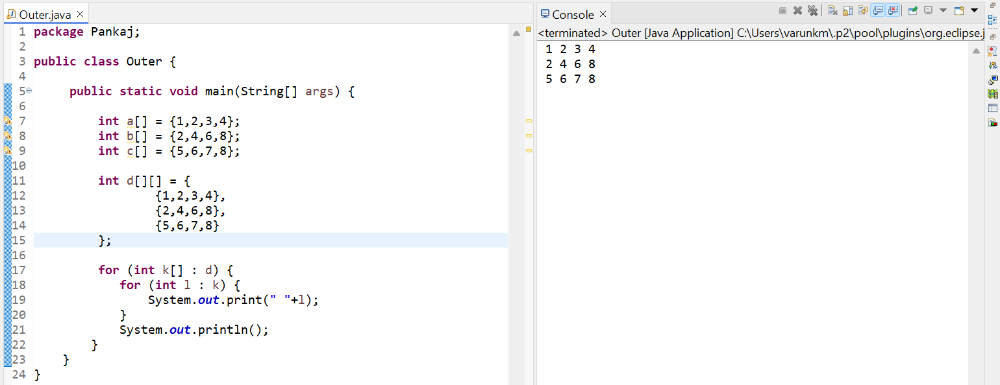 Outer.java
1 package Pankaj;
2
3 public class Outer {
4
5 public static void main(String[] args) {
6
7 int a[] = {1,2,3,4};
8 int b[] = {2,4,6,8};
9 int c[] = {5,6,7,8};
10
11 int d[][] = {
12 {1,2,3,4},
13 {2,4,6,8},
14 {5,6,7,8}
15 };
16
17 for (int k[] : d) {
18 for (int l : k) {
19 System.out.print(" "+l);
20 }
21 System.out.println();
22 }
23 }
24 }
Console
<terminated> Outer [Java Application] C:\Users\varunkm\.p2\pool\plugins\org.eclipse.j
1 2 3 4
2 4 6 8
5 6 7 8